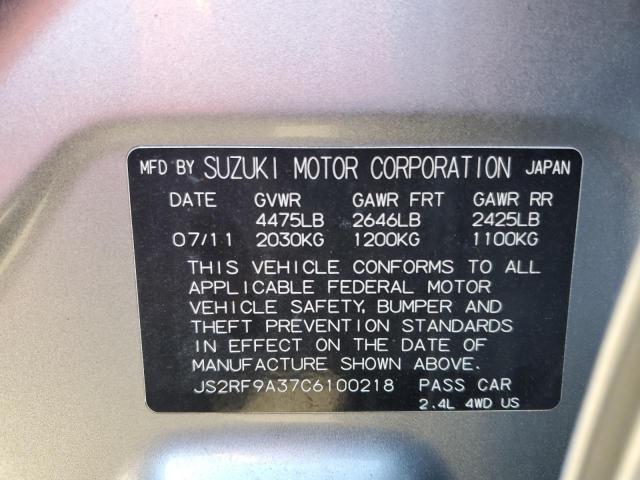 MFD BY SUZUKI MOTOR CORPORATION JAPAN
DATE GVWR GAWR FRT GAWR RR
4475LB 2646LB 2425LB
07/11 2030KG 1200KG 1100KG
THIS VEHICLE CONFORMS TO ALL
APPLICABLE FEDERAL MOTOR
VEHICLE SAFETY, BUMPER AND
THEFT PREVENTION STANDARDS
IN EFFECT ON THE DATE OF
MANUFACTURE SHOWN ABOVE.
JS2RF9A37C6100218 PASS CAR
2.4L 4WD US